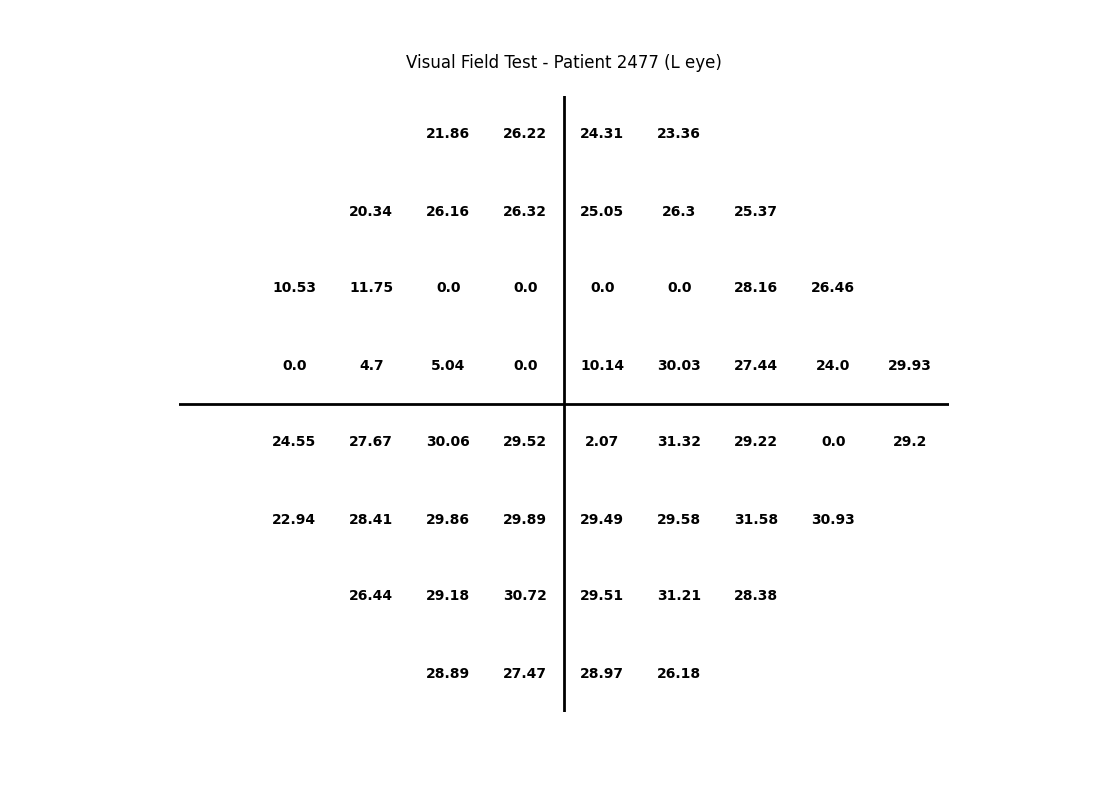 Visual Field Test - Patient 2477 (L eye)
21.86 26.22 24.31 23.36
20.34 26.16 26.32 25.05 26.3 25.37
10.53 11.75 0.0 0.0 0.0 0.0 28.16 26.46
0.0 4.7 5.04 0.0 10.14 30.03 27.44 24.0 29.93
24.55 27.67 30.06 29.52 2.07 31.32 29.22 0.0 29.2
22.94 28.41 29.86 29.89 29.49 29.58 31.58 30.93
26.44 29.18 30.72 29.51 31.21 28.38
28.89 27.47 28.97 26.18